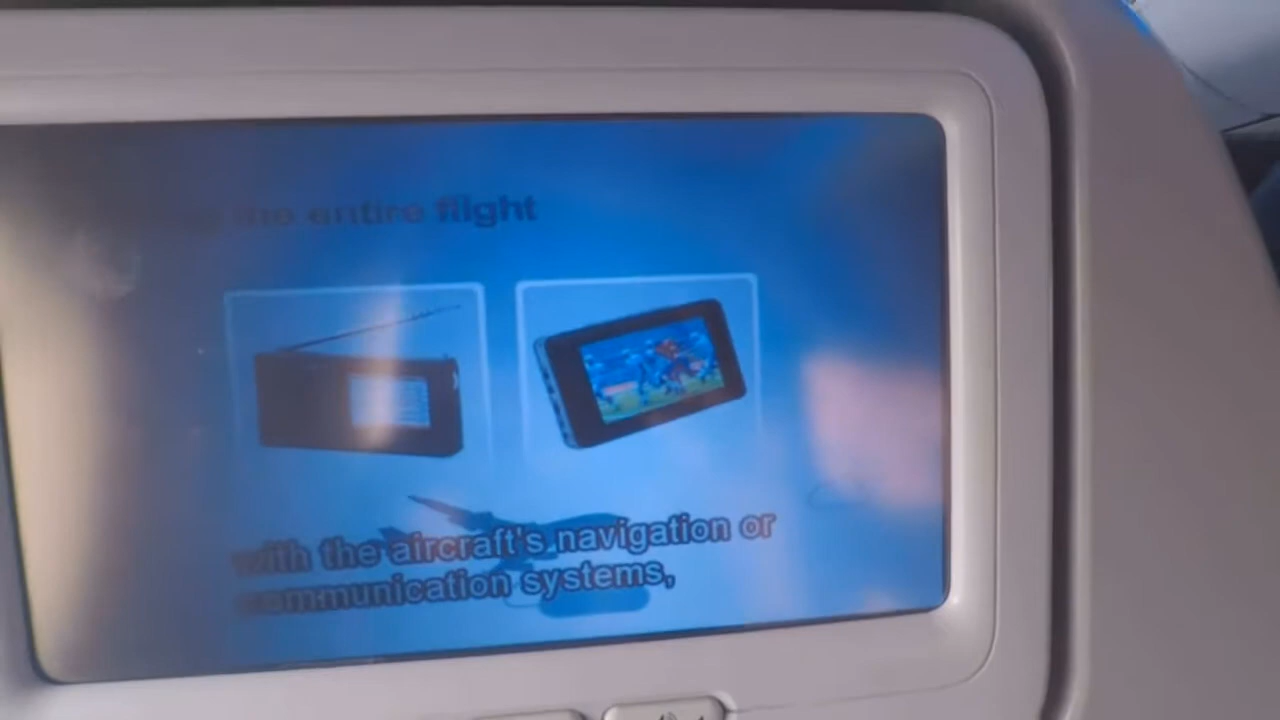 the entire flight
with the aircraft's navigation or
communication systems,